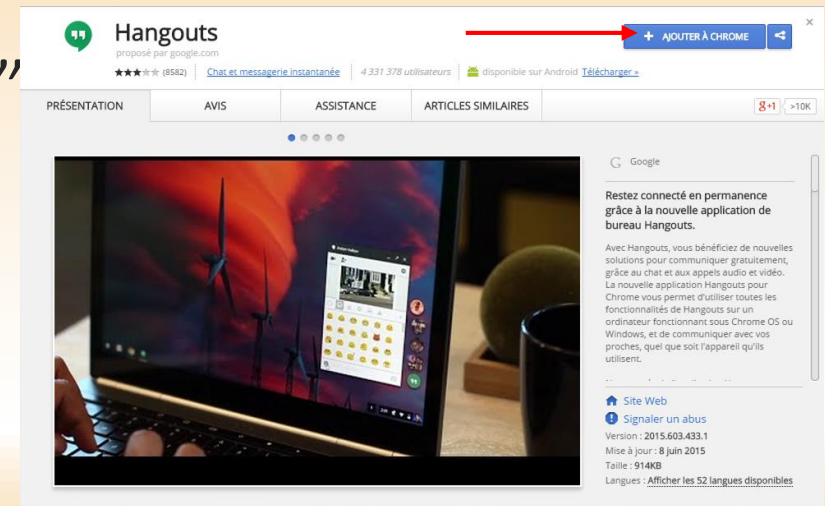 ”
Hangouts
proposé par google.com
+ AJOUTER À CHROME
(8582) Chat et messagerie instantanée 4 331 378 utilisateurs disponible sur Android Télécharger »
PRÉSENTATION AVIS ASSISTANCE ARTICLES SIMILAIRES
g+1 >10K
Google
Restez connecté en permanence
grâce à la nouvelle application de
bureau Hangouts.
Avec Hangouts, vous bénéficiez de nouvelles
solutions pour communiquer gratuitement,
grâce au chat et aux appels audio et vidéo.
La nouvelle application Hangouts pour
Chrome vous permet d'utiliser toutes les
fonctionnalités de Hangouts sur un
ordinateur fonctionnant sous Chrome OS ou
Windows, et de communiquer avec vos
proches, quel que soit l'appareil qu'ils
utilisent.
Site Web
Signaler un abus
Version : 2015.603.433.1
Mise à jour : 8 juin 2015
Taille : 914KB
Langues : Afficher les 52 langues disponibles